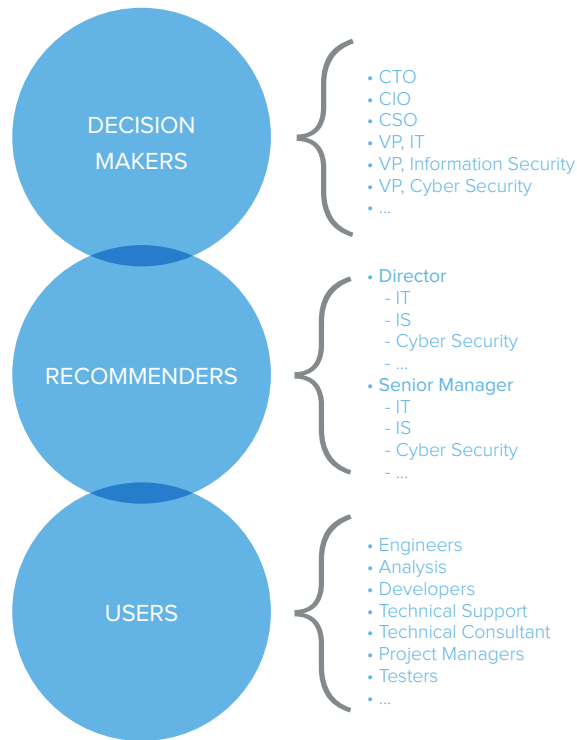 DECISION
MAKERS
• CTO
• CIO
• CSO
• VP, IT
• VP, Information Security
• VP, Cyber Security
• ...
RECOMMENDERS
• Director
- IT
- IS
- Cyber Security
- ...
• Senior Manager
- IT
- IS
- Cyber Security
- ...
USERS
• Engineers
• Analysis
• Developers
• Technical Support
• Technical Consultant
• Project Managers
• Testers
• ...